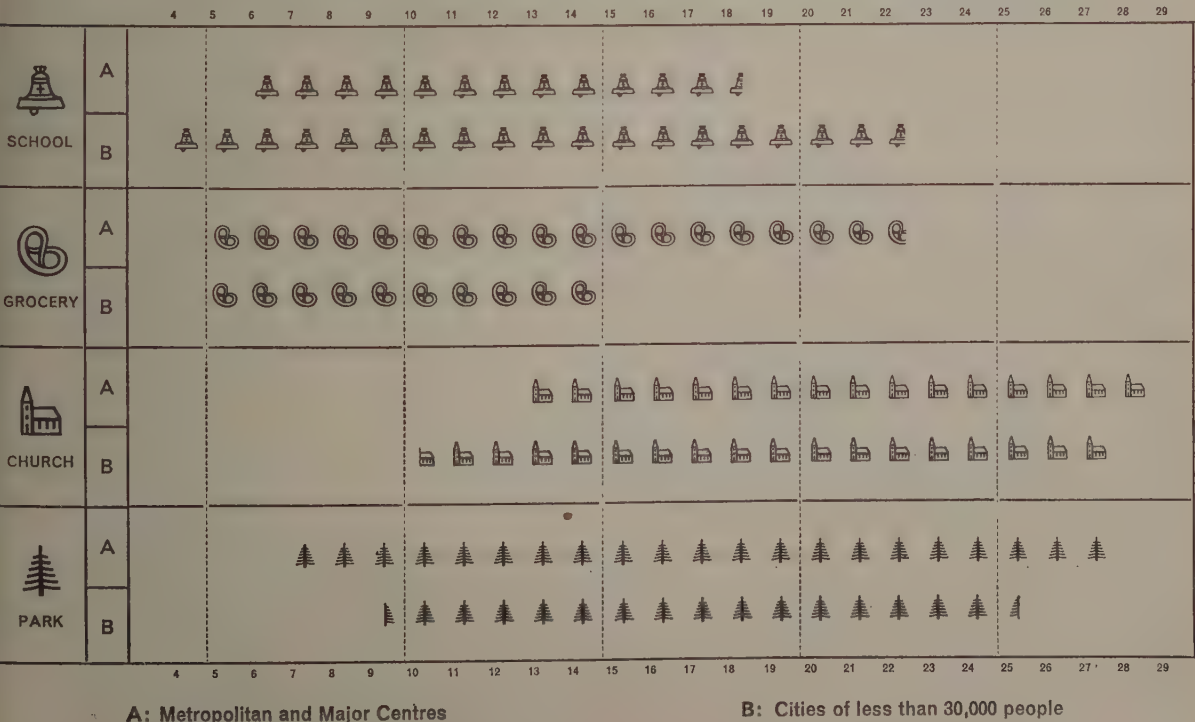 4 5 6 7 8 9 10 11 12 13 14 15 16 17 18 19 20 21 22 23 24 25 26 27 28 29
A
SCHOOL
B
A
GROCERY
B
A
CHURCH
B
A
PARK
B
4 5 6 7 8 9 10 11 12 13 14 15 16 17 18 19 20 21 22 23 24 25 26 27 28 29
A: Metropolitan and Major Centres B: Cities of less than 30,000 people